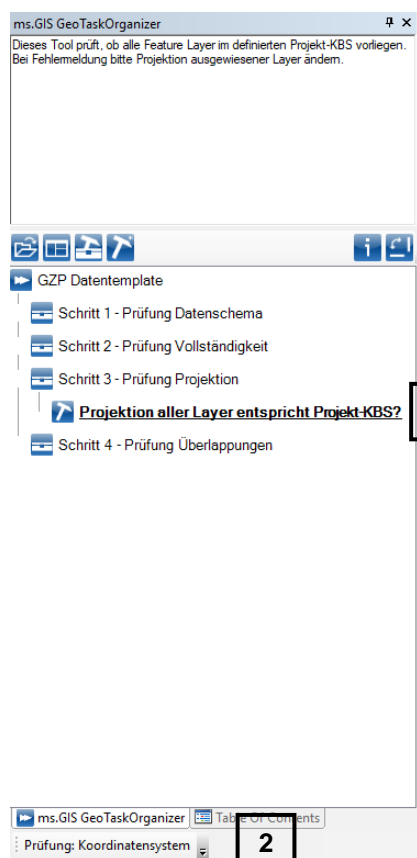 ms.GIS GeoTaskOrganizer
Dieses Tool prüft, ob alle Feature Layer im definierten Projekt-KBS vorliegen.
Bei Fehlermeldung bitte Projektion ausgewiesener Layer ändern.
GZP Datentemplate
Schritt 1 - Prüfung Datenschema
Schritt 2 - Prüfung Vollständigkeit
Schritt 3 - Prüfung Projektion
Projektion aller Layer entspricht Projekt-KBS?
Schritt 4 - Prüfung Überlappungen
ms.GIS GeoTaskOrganizer Table Of Contents
Prüfung: Koordinatensystem 2